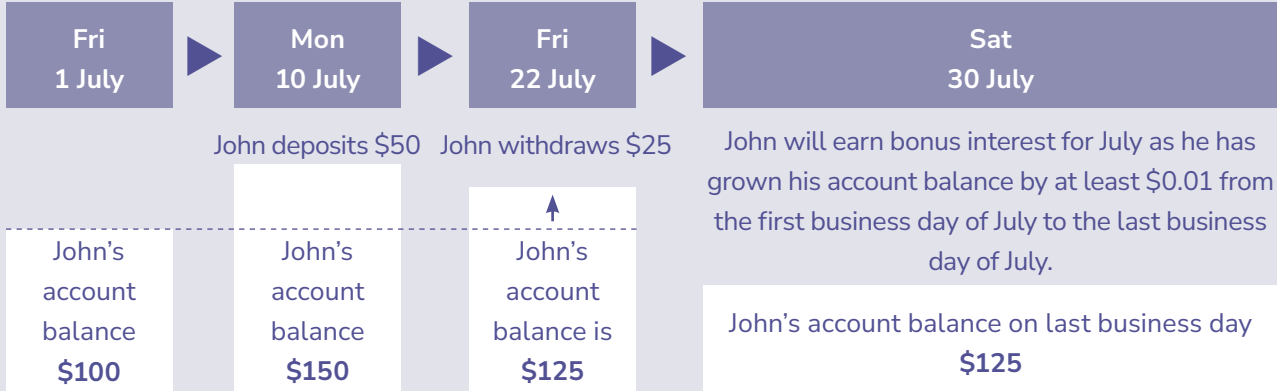 Fri
1 July
Mon
10 July
Fri
22 July
Sat
30 July
John deposits $50
John withdraws $25
John will earn bonus interest for July as he has
grown his account balance by at least $0.01 from
the first business day of July to the last business
day of July.
John’s
account
balance
$100
John’s
account
balance
$150
John’s
account
balance is
$125
John’s account balance on last business day
$125